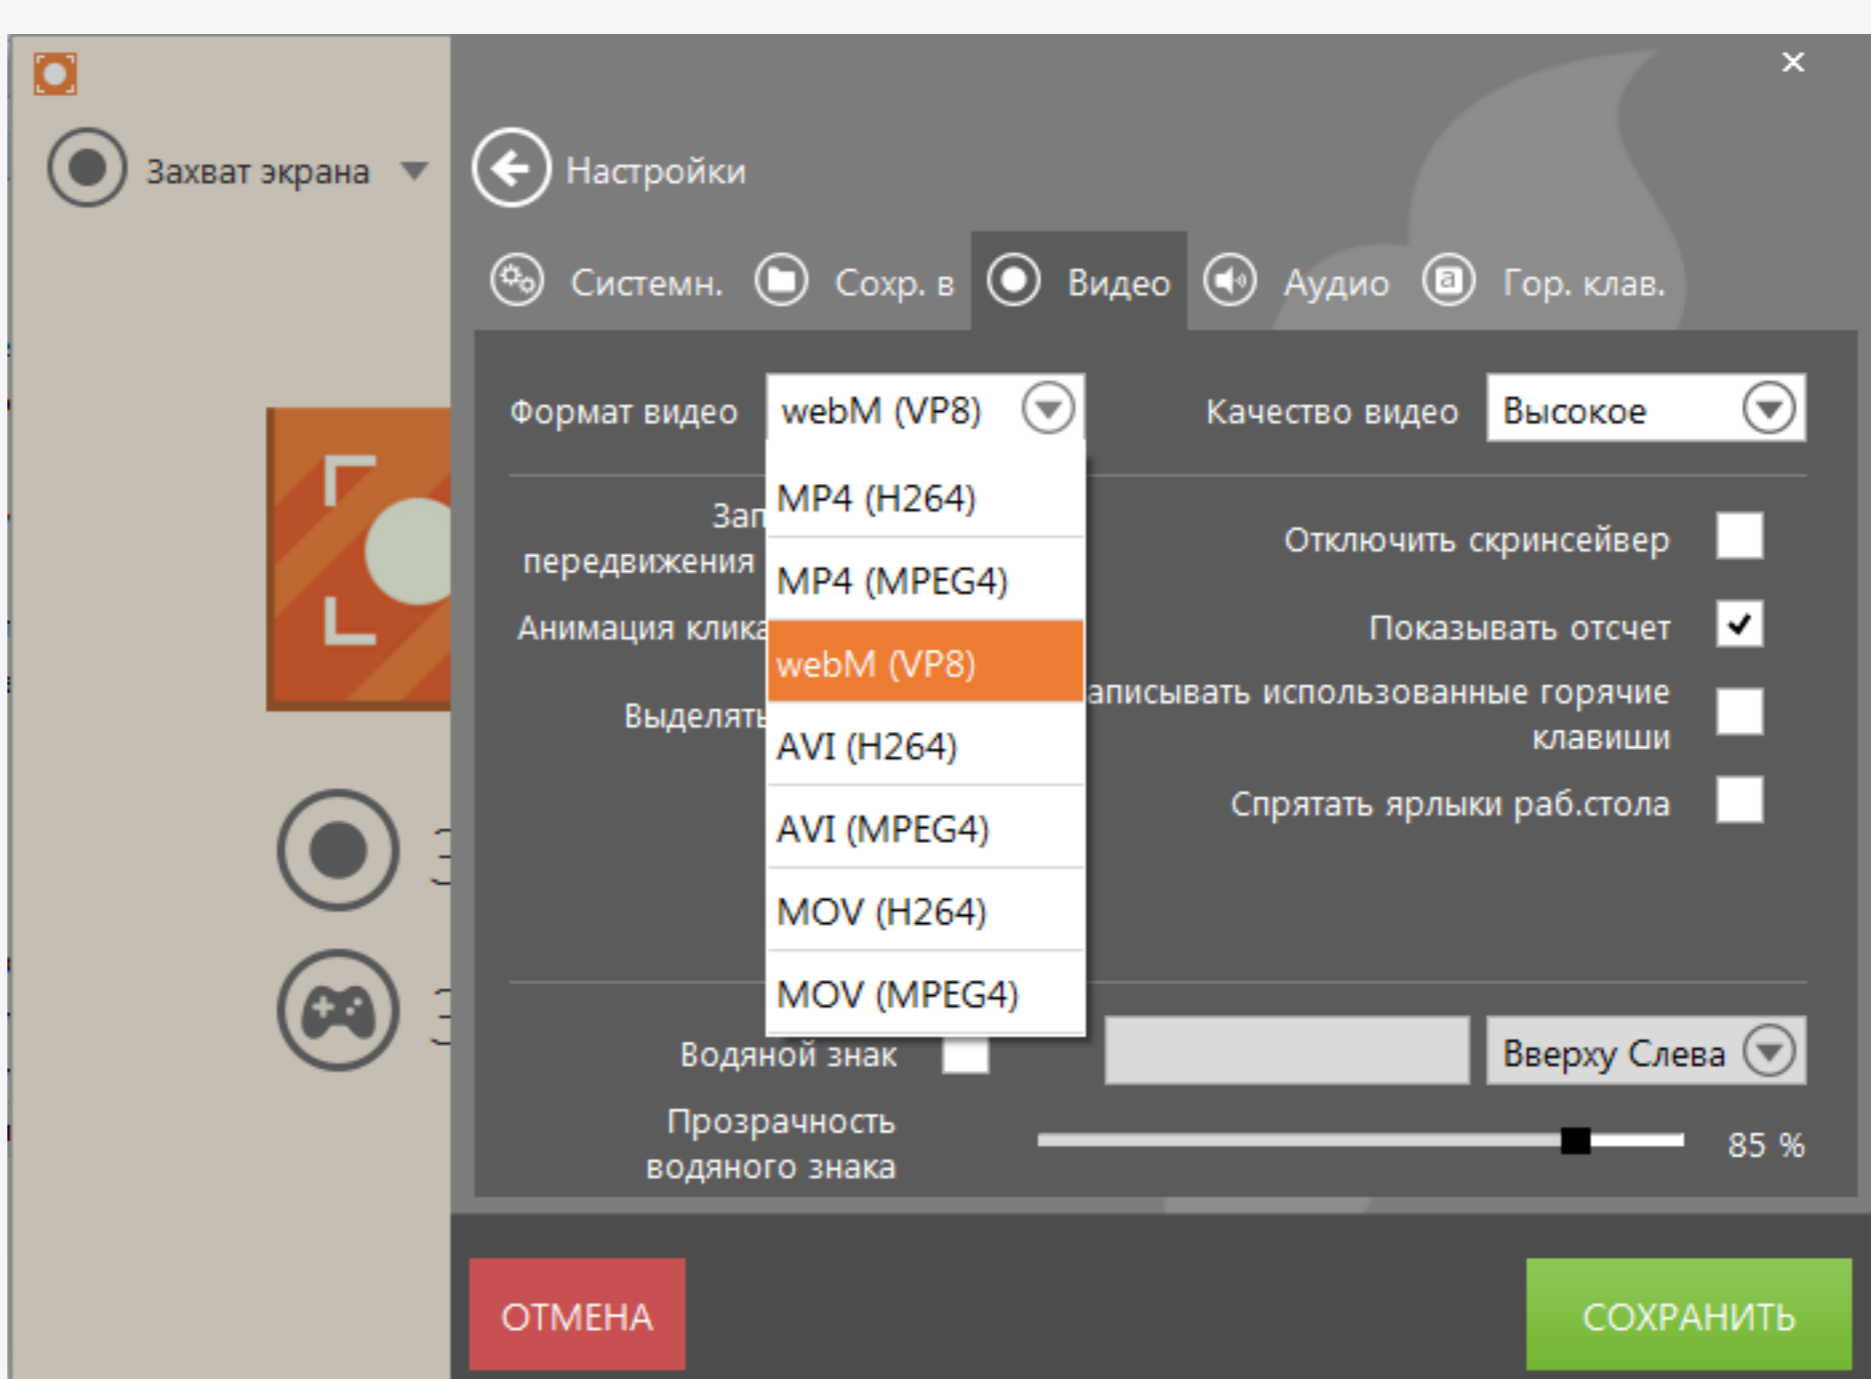 Захват экрана
Настройки
Системн.
Сохр. в
Видео
Аудио
Гор. клав.
Формат видео
webM (VP8)
Качество видео
Высокое
MP4 (H264)
MP4 (MPEG4)
webM (VP8)
AVI (H264)
AVI (MPEG4)
MOV (H264)
MOV (MPEG4)
передвижения
Анимация
Отключить скринсейвер
Показывать отсчет
использованные горячие
клавиши
Спрятать ярлыки раб.стола
Водяной знак
Вверху Слева
Прозрачность
водяного знака
85 %
ОТМЕНА
СОХРАНИТЬ